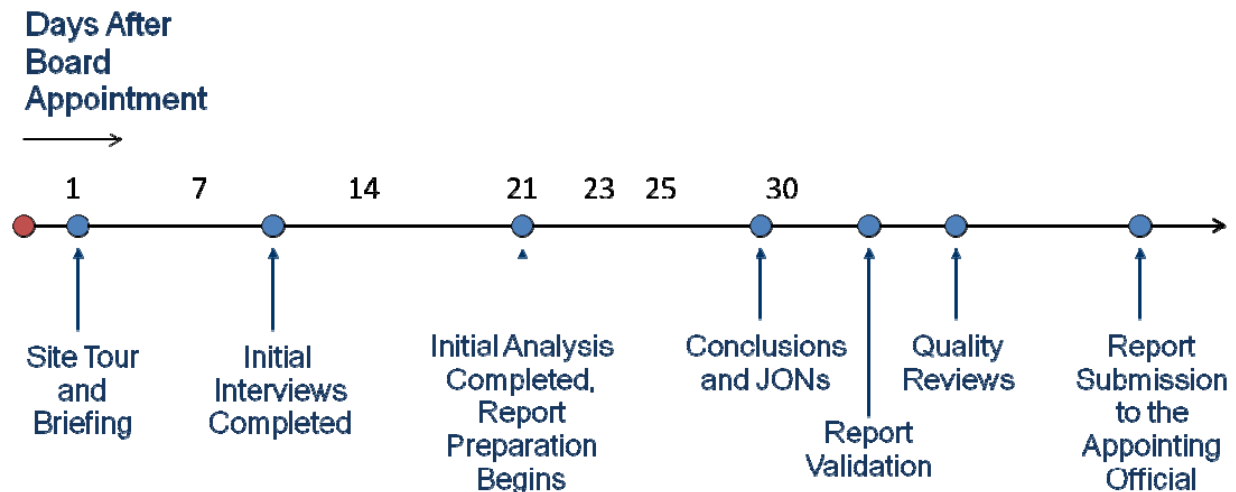 Days After
Board
Appointment
1 7 14 21 23 25 30
Site Tour
and
Briefing
Initial
Interviews
Completed
Initial Analysis
Completed,
Report
Preparation
Begins
Conclusions
and JONs
Report
Validation
Quality
Reviews
Report
Submission
to the
Appointing
Official